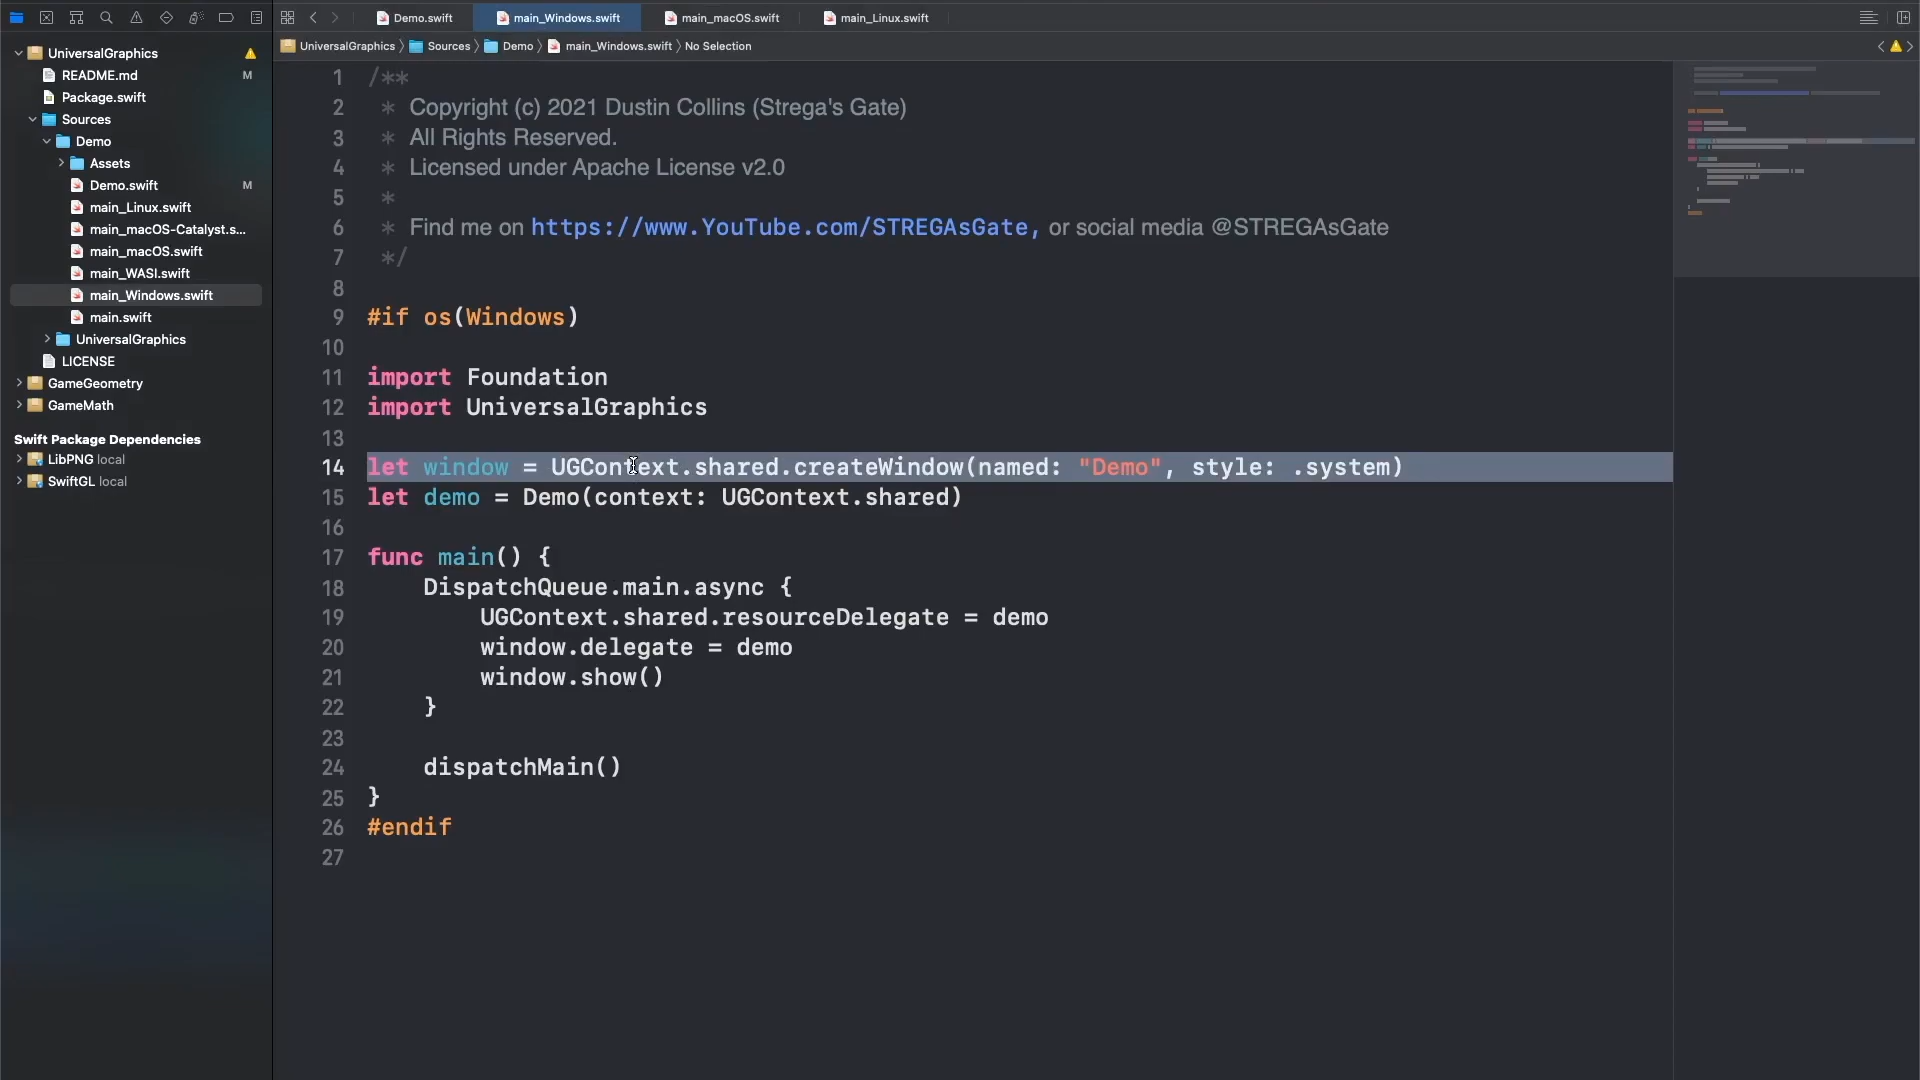 Demo.swift
main_Windows.swift
main_macOS.swift
main_Linux.swift
UniversalGraphics
Sources
Demo
main_Windows.swift
No Selection
UniversalGraphics
README.md M
Package.swift
Sources
Demo
Assets
Demo.swift M
main_Linux.swift
main_macOS-Catalyst.s...
main_macOS.swift
main_WASI.swift
main_Windows.swift
main.swift
UniversalGraphics
LICENSE
GameGeometry
GameMath
Swift Package Dependencies
LibPNG local
SwiftGL local
1 /**
2 * Copyright (c) 2021 Dustin Collins (Strega's Gate)
3 * All Rights Reserved.
4 * Licensed under Apache License v2.0
5 *
6 * Find me on https://www.YouTube.com/STREGAsGate, or social media @STREGAsGate
7 */
8
9 #if os(Windows)
10
11 import Foundation
12 import UniversalGraphics
13
14 let window = UGContext.shared.createWindow(named: "Demo", style: .system)
15 let demo = Demo(context: UGContext.shared)
16
17 func main() {
18 DispatchQueue.main.async {
19 UGContext.shared.resourceDelegate = demo
20 window.delegate = demo
21 window.show()
22 }
23
24 dispatchMain()
25 }
26 #endif
27